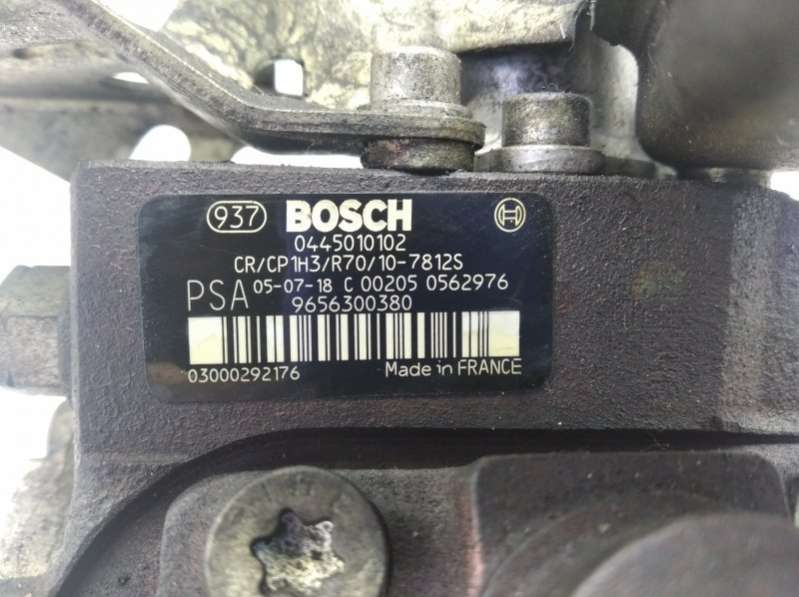 937 BOSCH
0445010102
CR/CP1H3/R70/10-7812S
PSA 05-07-18 C 00205 0562976
9656300380
03000292176 Made in FRANCE